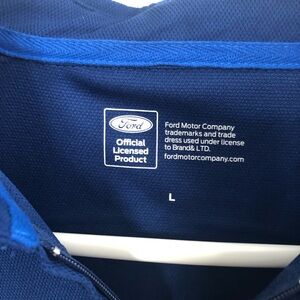 Ford
Official
Licensed
Product
Ford Motor Company
trademarks and trade
dress used under license
to Brand& LTD.
fordmotorcompany.com
L